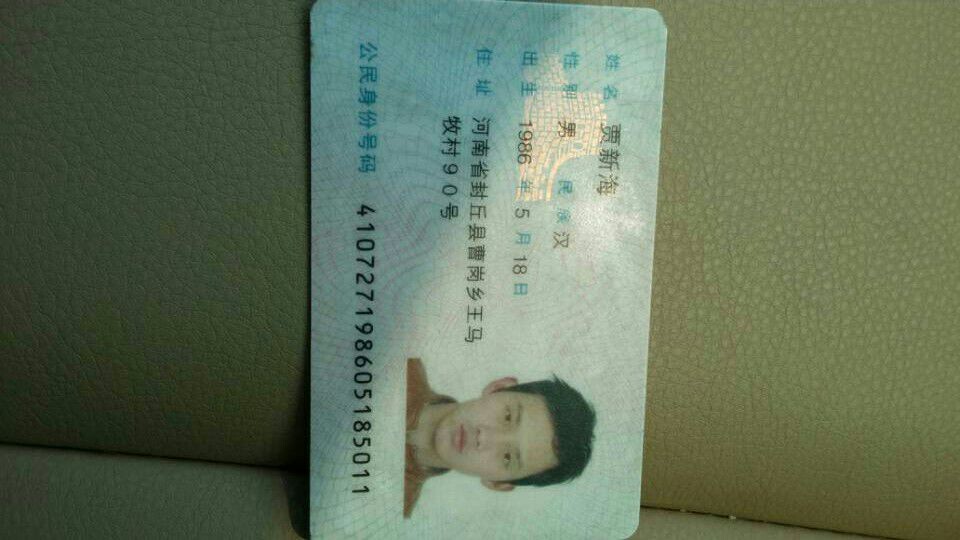 姓名 贾新海
性别 男 民族 汉
出生 1986 年 5 月 18 日
住址 河南省封丘县曹岗乡王马
牧村90号
公民身份号码 410727198605185011